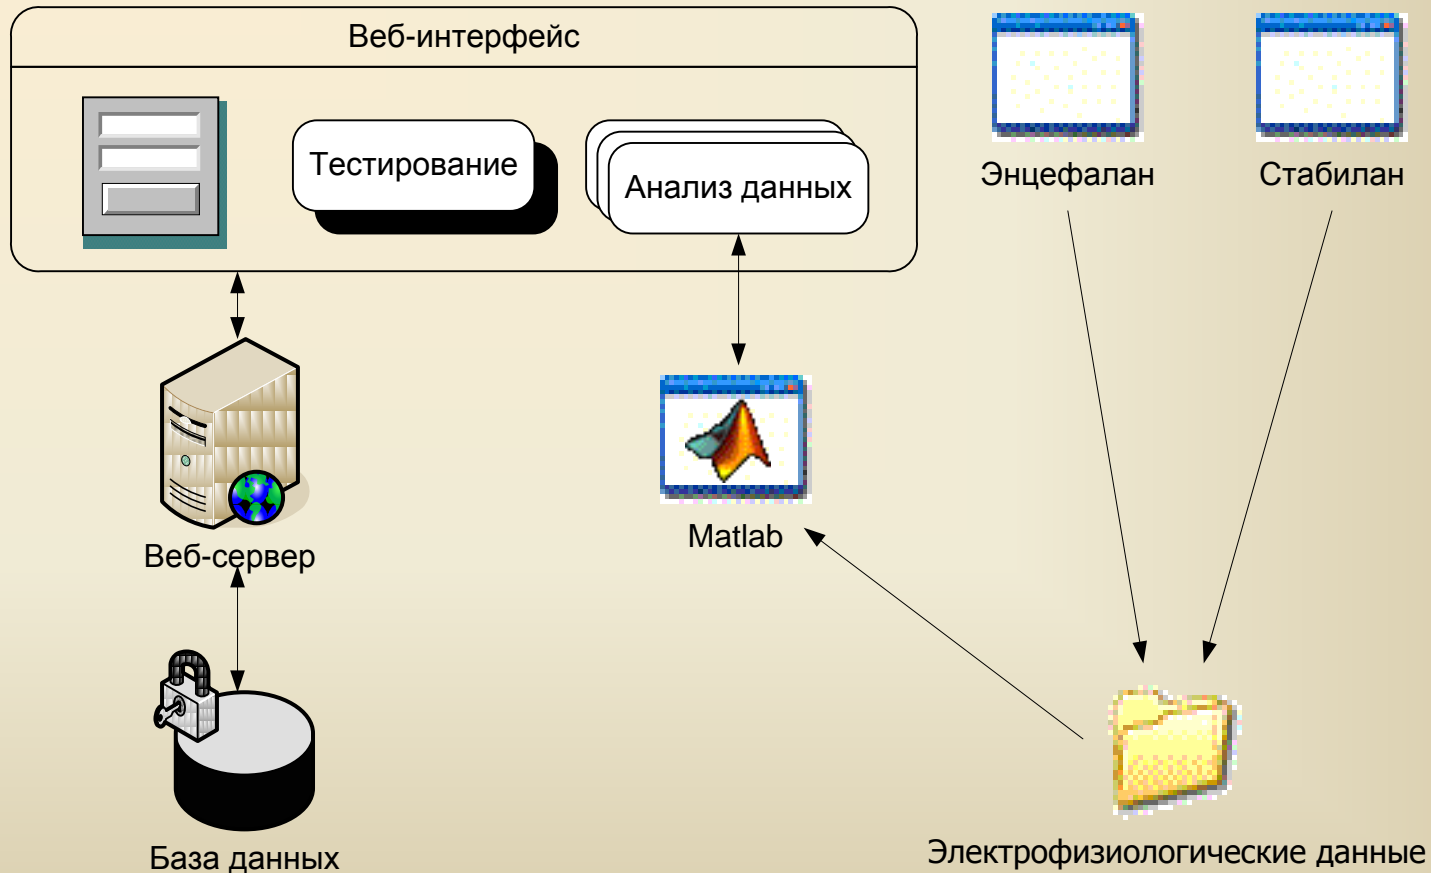 Веб-интерфейс
Тестирование
Анализ данных
Энцефалан
Стабилан
Веб-сервер
Matlab
База данных
Электрофизиологические данные